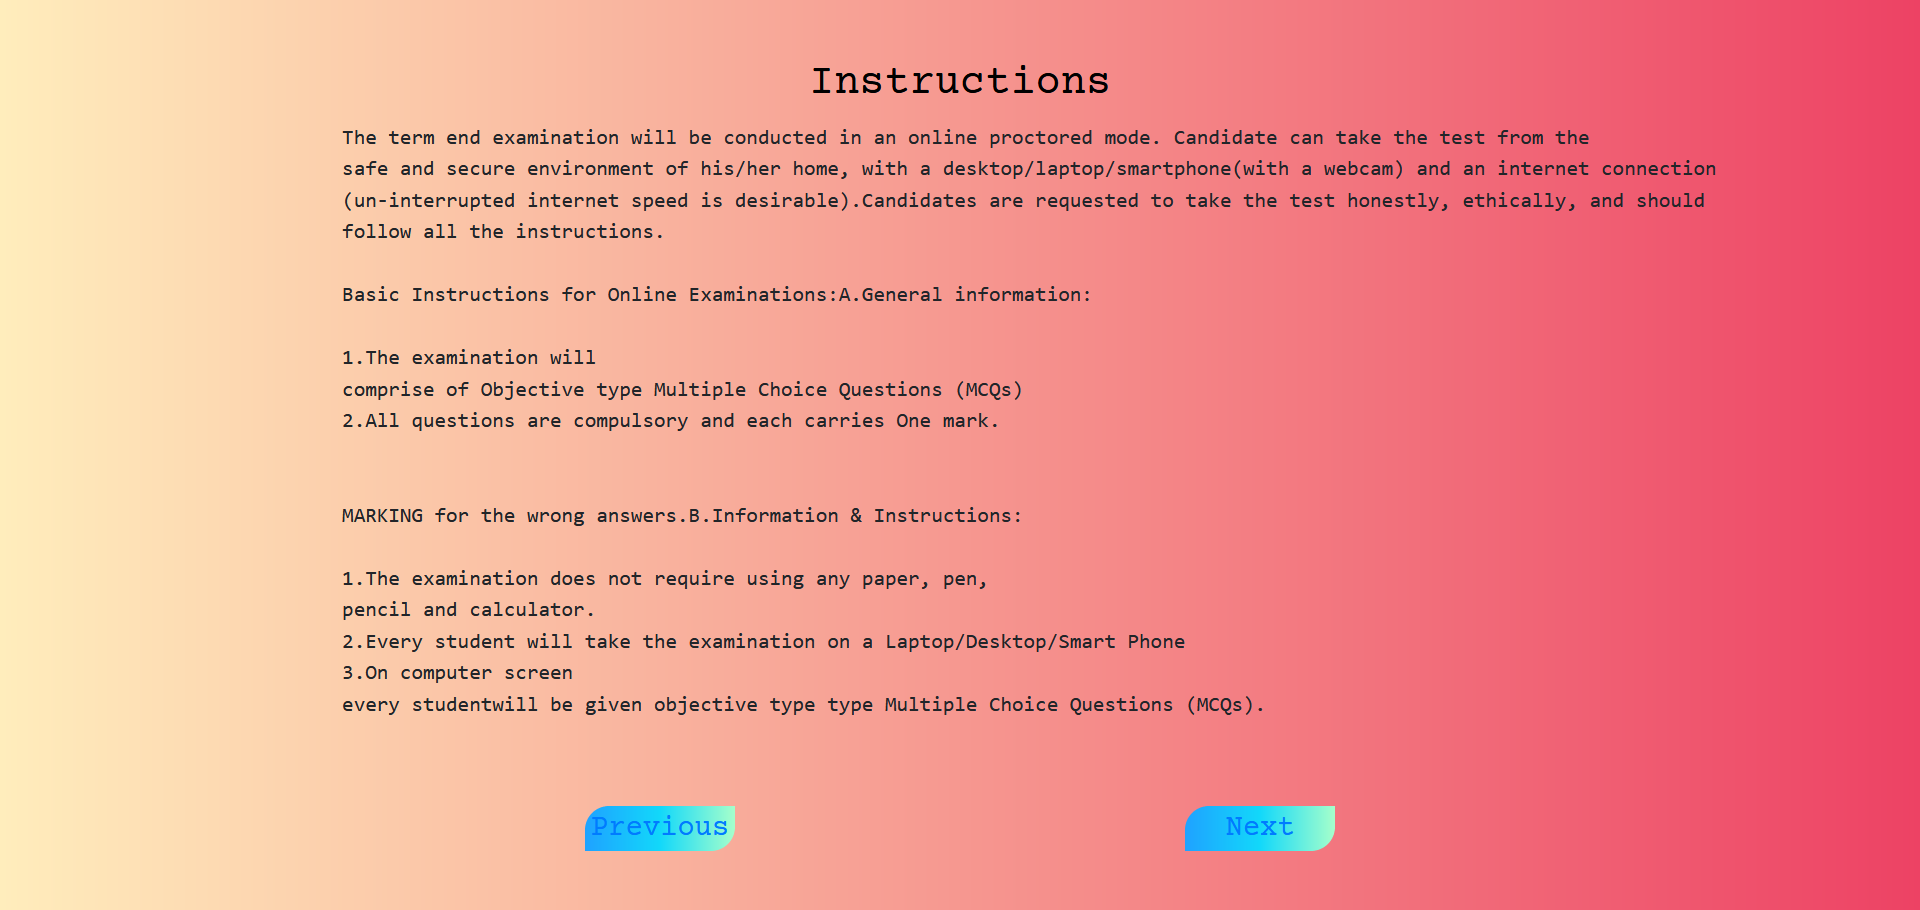 Instructions
The term end examination will be conducted in an online proctored mode. Candidate can take the test from the
safe and secure environment of his/her home, with a desktop/laptop/smartphone(with a webcam) and an internet connection
(un-interrupted internet speed is desirable).Candidates are requested to take the test honestly, ethically, and should
follow all the instructions.
Basic Instructions for Online Examinations:A.General information:
1.The examination will
comprise of Objective type Multiple Choice Questions (MCQs)
2.All questions are compulsory and each carries One mark.
MARKING for the wrong answers.B.Information & Instructions:
1.The examination does not require using any paper, pen,
pencil and calculator.
2.Every student will take the examination on a Laptop/Desktop/Smart Phone
3.On computer screen
every studentwill be given objective type type Multiple Choice Questions (MCQs).
Previous
Next